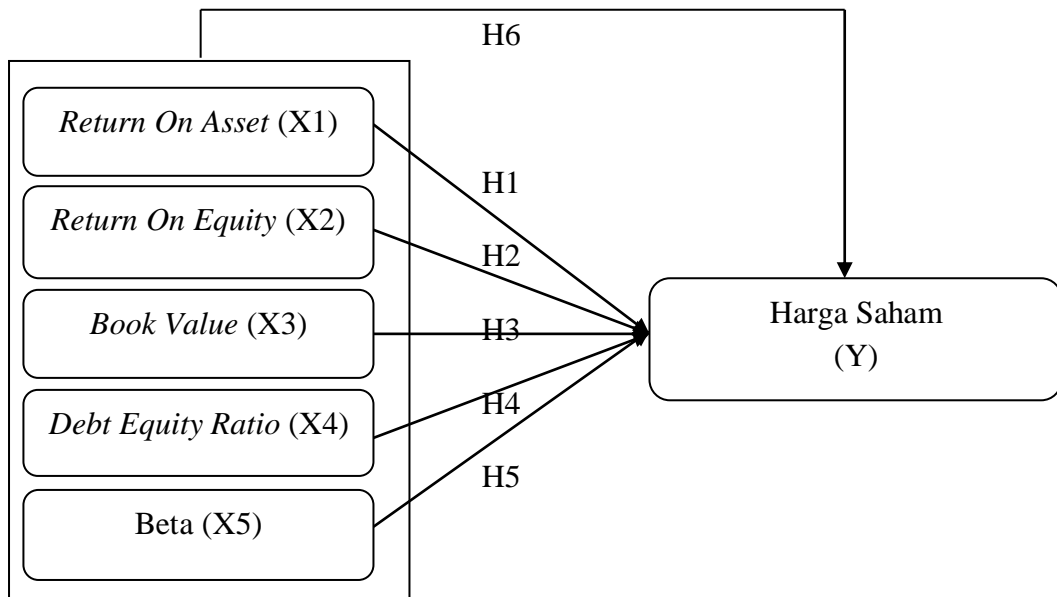 H6
Return On Asset (X1)
H1
Return On Equity (X2)
H2
Harga Saham
(Y)
Book Value (X3)
H3
Debt Equity Ratio (X4)
H4
H5
Beta (X5)